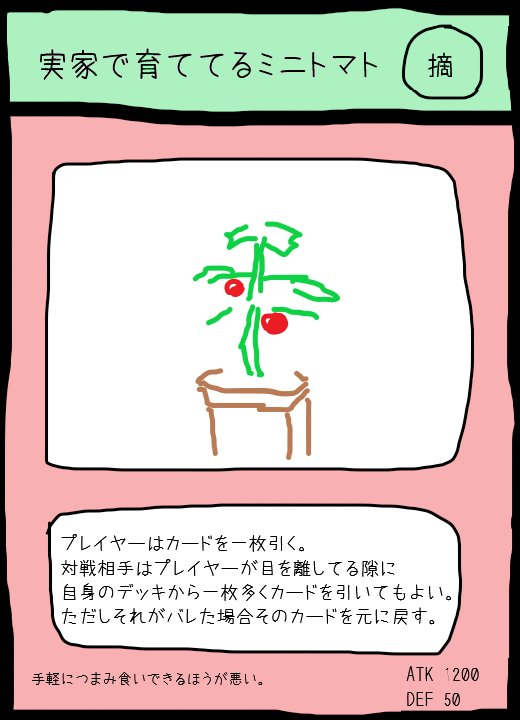 実家で育ててるミニトマト
摘
プレイヤーはカードを一枚引く。
対戦相手はプレイヤーが目を離してる隙に
自身のデッキから一枚多くカードを引いてもよい。
ただしそれがバレた場合そのカードを元に戻す。
手軽につまみ食いできるほうが悪い。
ATK 1200
DEF 50